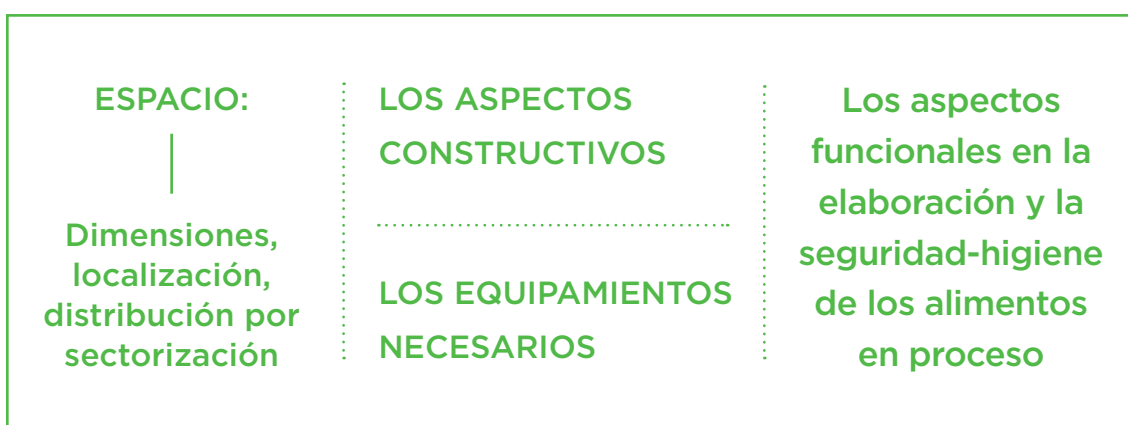 ESPACIO:
Dimensiones,
localización,
distribución por
sectorización
LOS ASPECTOS
CONSTRUCTIVOS
LOS EQUIPAMIENTOS
NECESARIOS
Los aspectos
funcionales en la
elaboración y la
seguridad-higiene
de los alimentos
en proceso